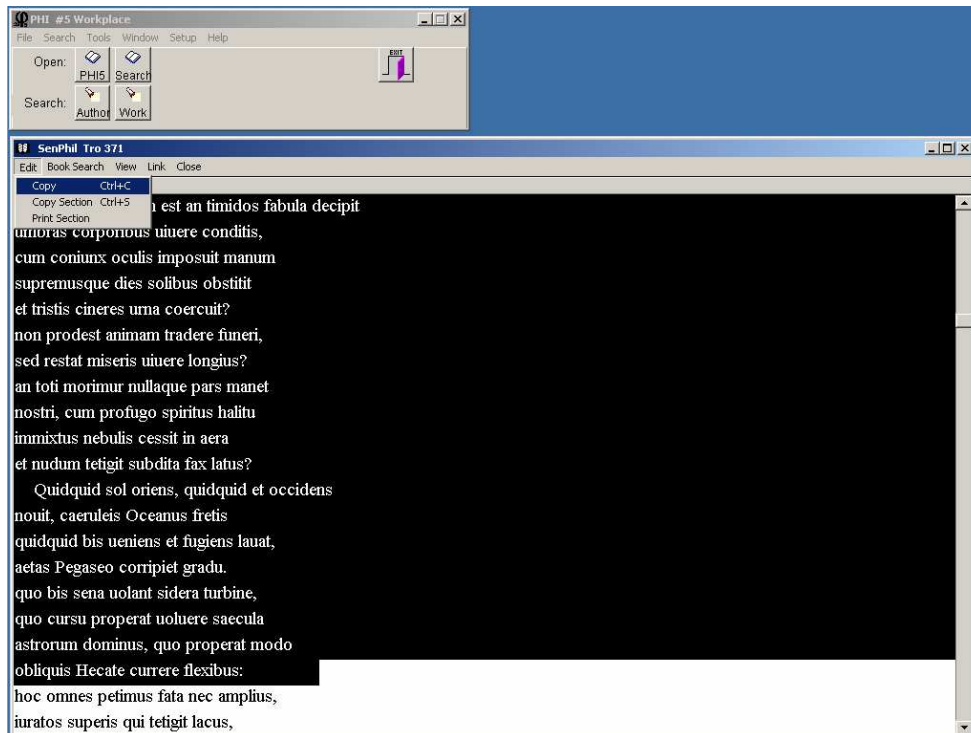 PHI #5 Workplace
File Search Tools Window Setup Help
Open: PHI5 Search
EXIT
Search: Author Work
SenPhil Tro 371
Edit Book Search View Link Close
Copy Ctrl+C
Copy Section Ctrl+S
Print Section
est an timidos fabula decipit
umbras corporibus uiuere conditis,
cum coniunx oculis imposuit manum
supremusque dies solibus obstitit
et tristis cineres urna coercuit?
non prodest animam tradere funeri,
sed restat miseris uiuere longius?
an toti morimur nullaque pars manet
nostri, cum profugo spiritus halitu
immixtus nebulis cessit in aera
et nudum tetigit subdita fax latus?
Quidquid sol oriens, quidquid et occidens
nouit, caeruleis Oceanus fretis
quidquid bis ueniens et fugiens lauat,
aetas Pegaseo corripiet gradu.
quo bis sena uolant sidera turbine,
quo cursu properat uoluere saecula
astrorum dominus, quo properat modo
obliquis Hecate currere flexibus:
hoc omnes petimus fata nec amplius,
iuratos superis qui tetigit lacus,